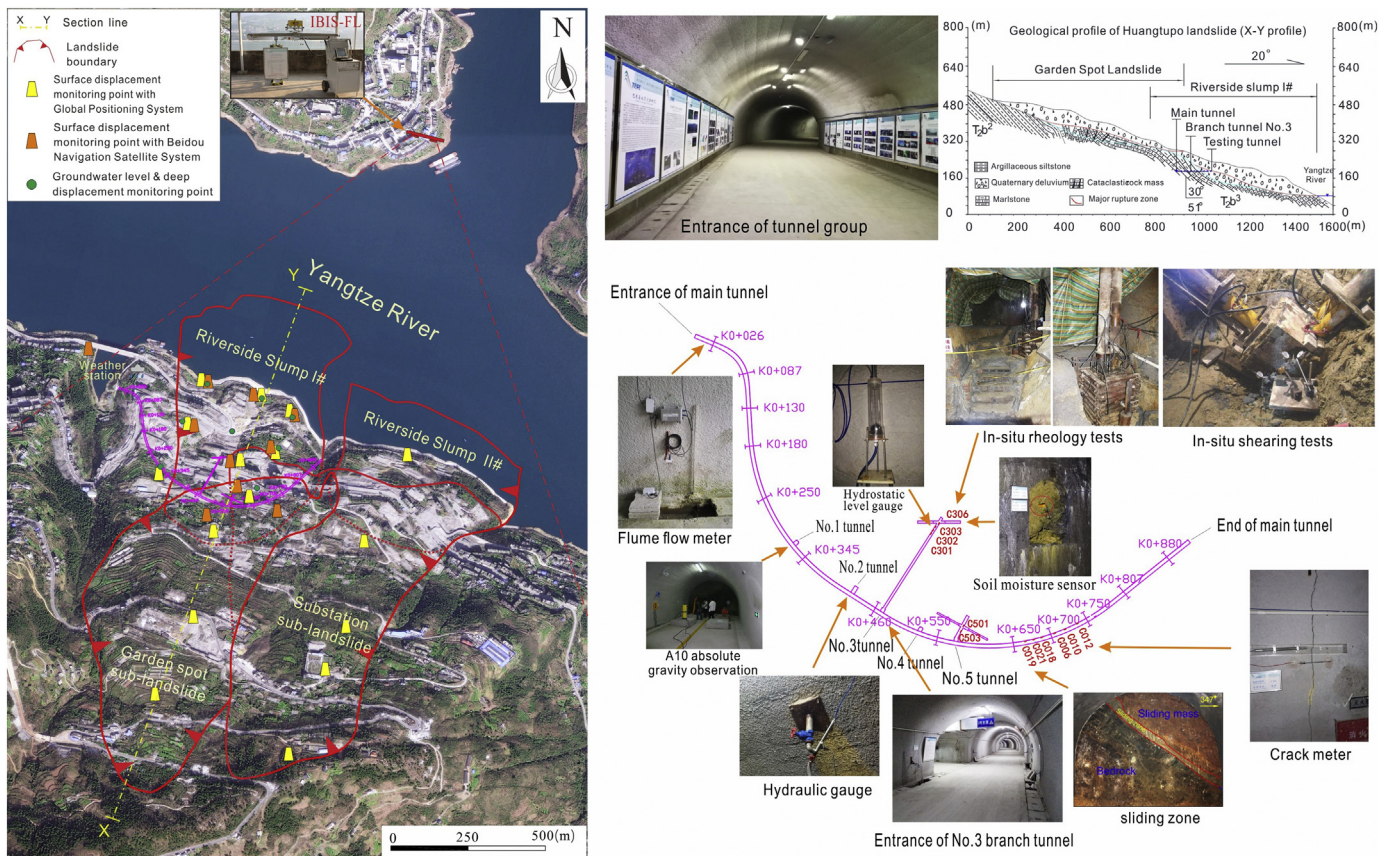 X Y
Section line
Landslide
boundary
Surface displacement
monitoring point with
Global Positioning System
Surface displacement
monitoring point with Beidou
Navigation Satellite System
Groundwater level & deep
displacement monitoring point
IBIS-FL
N
Yangtze River
Y
Riverside Slump I#
Weather
station
Riverside Slump II#
K0+345
Substation
sub-landslide
Garden spot
sub-landslide
X
0 250 500(m)
Entrance of tunnel group
800 (m)
800(m)
Geological profile of Huangtupo landslide (X-Y profile)
20°
640
640
Garden Spot Landslide
Riverside slump I#
480
480
Main tunnel
Branch tunnel No.3
Testing tunnel
T₂b²
320
320
Argillaceous siltstone
Quaternary deluvium
Cataclasticrock mass
Marlstone
Major rupture zone
Yangtze
River
160
160
30°
51°
T₂b³
0
0
0 200 400 600 800 1000 1200 1400 1600(m)
Entrance of main tunnel
K0+026
K0+087
K0+130
K0+180
K0+250
No.1 tunnel
K0+345
No.2 tunnel
K0+460
K0+550
K0+650
K0+700
K0+750
K0+807
K0+880
End of main tunnel
Flume flow meter
Hydrostatic
level gauge
In-situ rheology tests
In-situ shearing tests
C306
C303
C302
C301
Soil moisture sensor
A10 absolute
gravity observation
No.3tunnel
No.4 tunnel
No.5 tunnel
C501
C503
C019
C021
C018
C006
C010
C012
Hydraulic gauge
Entrance of No.3 branch tunnel
347°
Sliding mass
Bedrock
sliding zone
Crack meter